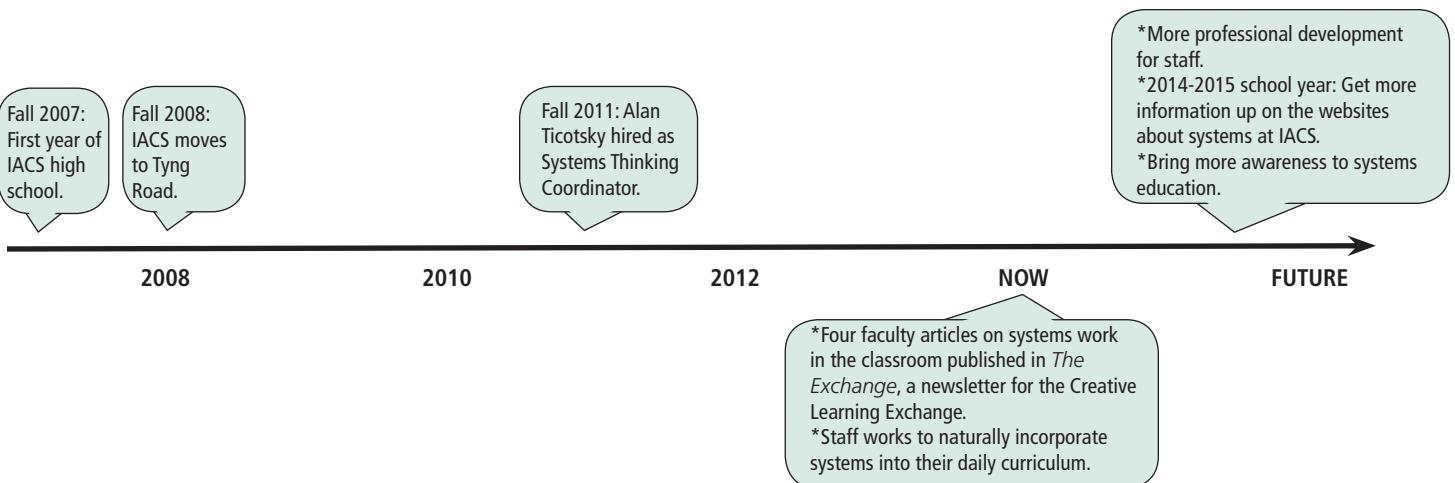 Fall 2007:
First year of
IACS high
school.
Fall 2008:
IACS moves
to Tyng
Road.
Fall 2011: Alan
Ticotsky hired as
Systems Thinking
Coordinator.
*More professional development
for staff.
*2014-2015 school year: Get more
information up on the websites
about systems at IACS.
*Bring more awareness to systems
education.
2008
2010
2012
NOW
FUTURE
*Four faculty articles on systems work
in the classroom published in The
Exchange, a newsletter for the Creative
Learning Exchange.
*Staff works to naturally incorporate
systems into their daily curriculum.